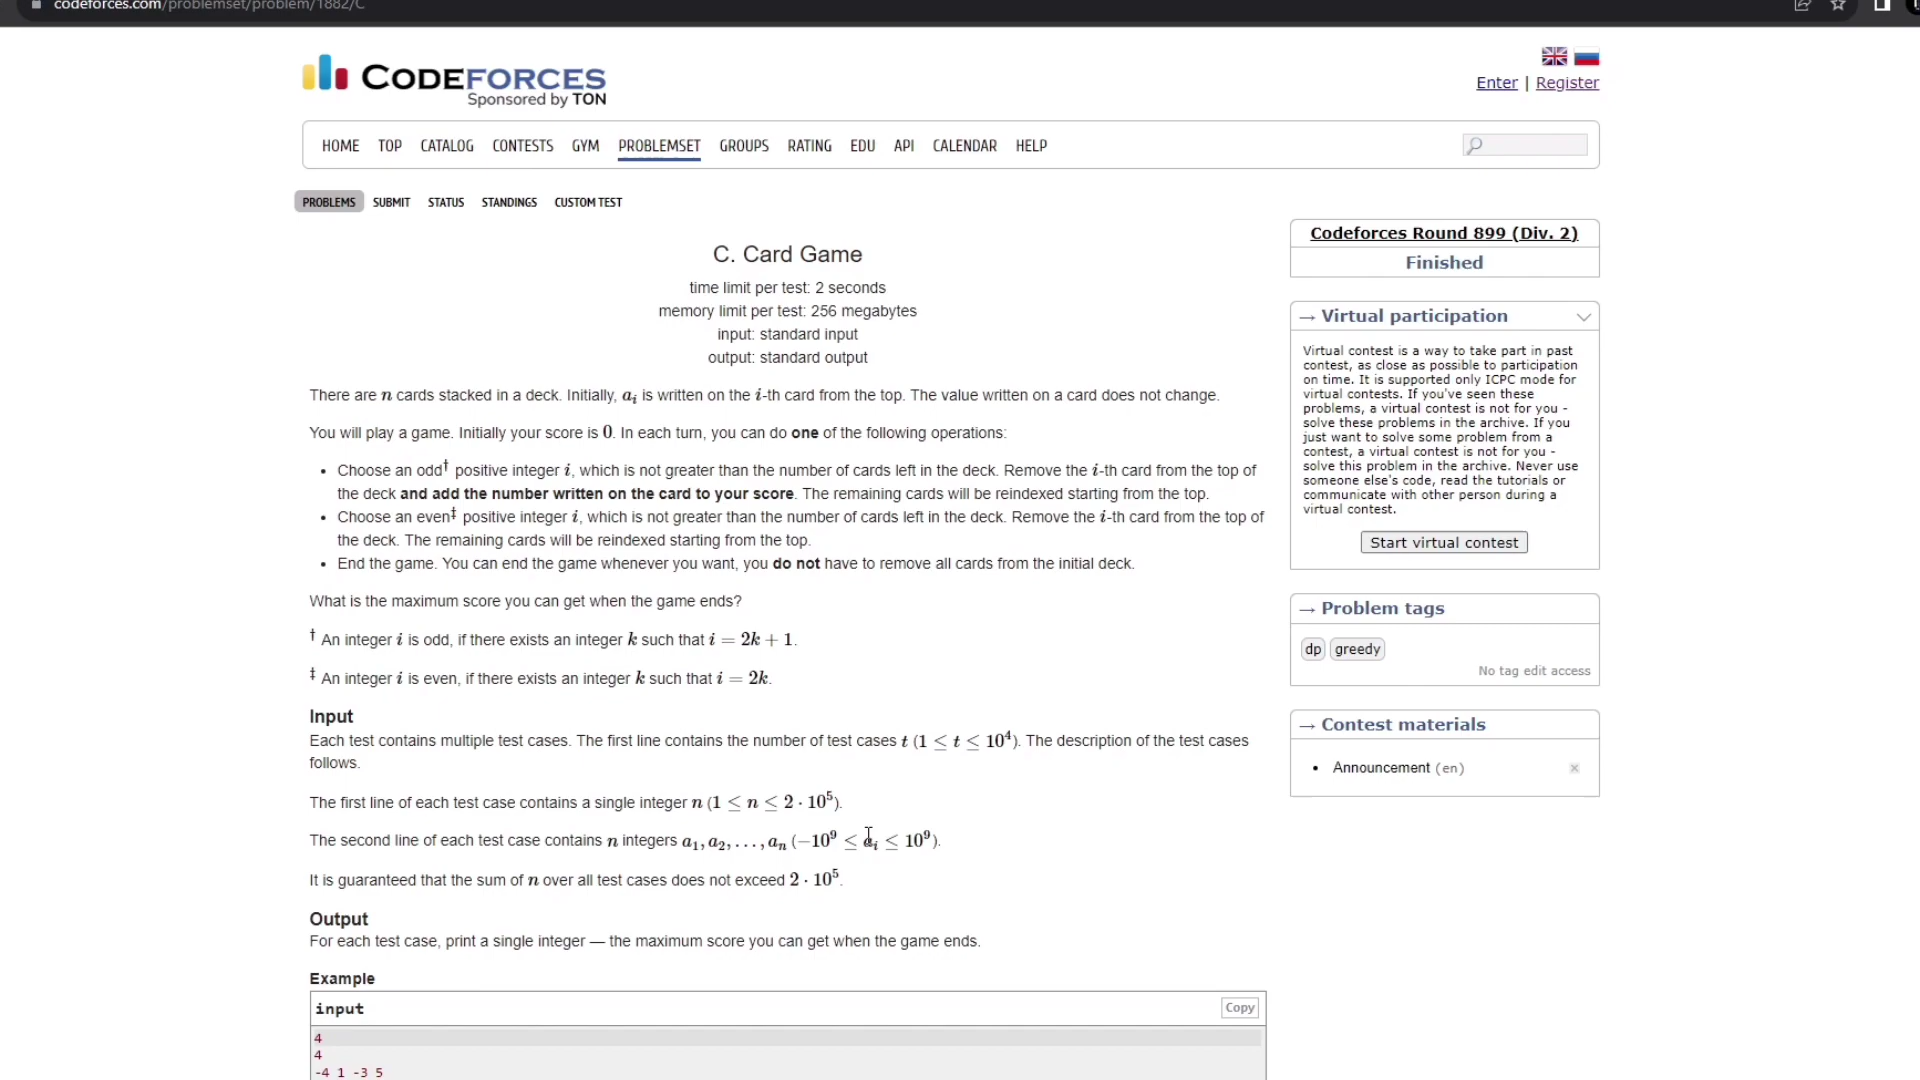 codeforces.com/problemset/problem/1882/C
CODEFORCES
Sponsored by TON
Enter | Register
HOME TOP CATALOG CONTESTS GYM PROBLEMSET GROUPS RATING EDU API CALENDAR HELP
PROBLEMS SUBMIT STATUS STANDINGS CUSTOM TEST
C. Card Game
time limit per test: 2 seconds
memory limit per test: 256 megabytes
input: standard input
output: standard output
There are n cards stacked in a deck. Initially, a_i is written on the i-th card from the top. The value written on a card does not change.
You will play a game. Initially your score is 0. In each turn, you can do one of the following operations:
• Choose an odd† positive integer i, which is not greater than the number of cards left in the deck. Remove the i-th card from the top of
the deck and add the number written on the card to your score. The remaining cards will be reindexed starting from the top.
• Choose an even‡ positive integer i, which is not greater than the number of cards left in the deck. Remove the i-th card from the top of
the deck. The remaining cards will be reindexed starting from the top.
• End the game. You can end the game whenever you want, you do not have to remove all cards from the initial deck.
What is the maximum score you can get when the game ends?
† An integer i is odd, if there exists an integer k such that i = 2k + 1.
‡ An integer i is even, if there exists an integer k such that i = 2k.
Input
Each test contains multiple test cases. The first line contains the number of test cases t (1 ≤ t ≤ 10^4). The description of the test cases
follows.
The first line of each test case contains a single integer n (1 ≤ n ≤ 2 · 10^5).
The second line of each test case contains n integers a_1, a_2, ..., a_n (−10^9 ≤ a_i ≤ 10^9).
It is guaranteed that the sum of n over all test cases does not exceed 2 · 10^5.
Output
For each test case, print a single integer — the maximum score you can get when the game ends.
Example
input
Copy
4
4
-4 1 -3 5
Codeforces Round 899 (Div. 2)
Finished
→ Virtual participation
Virtual contest is a way to take part in past
contest, as close as possible to participation
on time. It is supported only ICPC mode for
virtual contests. If you've seen these
problems, a virtual contest is not for you -
solve these problems in the archive. If you
just want to solve some problem from a
contest, a virtual contest is not for you -
solve this problem in the archive. Never use
someone else's code, read the tutorials or
communicate with other person during a
virtual contest.
Start virtual contest
→ Problem tags
dp greedy
No tag edit access
→ Contest materials
• Announcement (en) ×